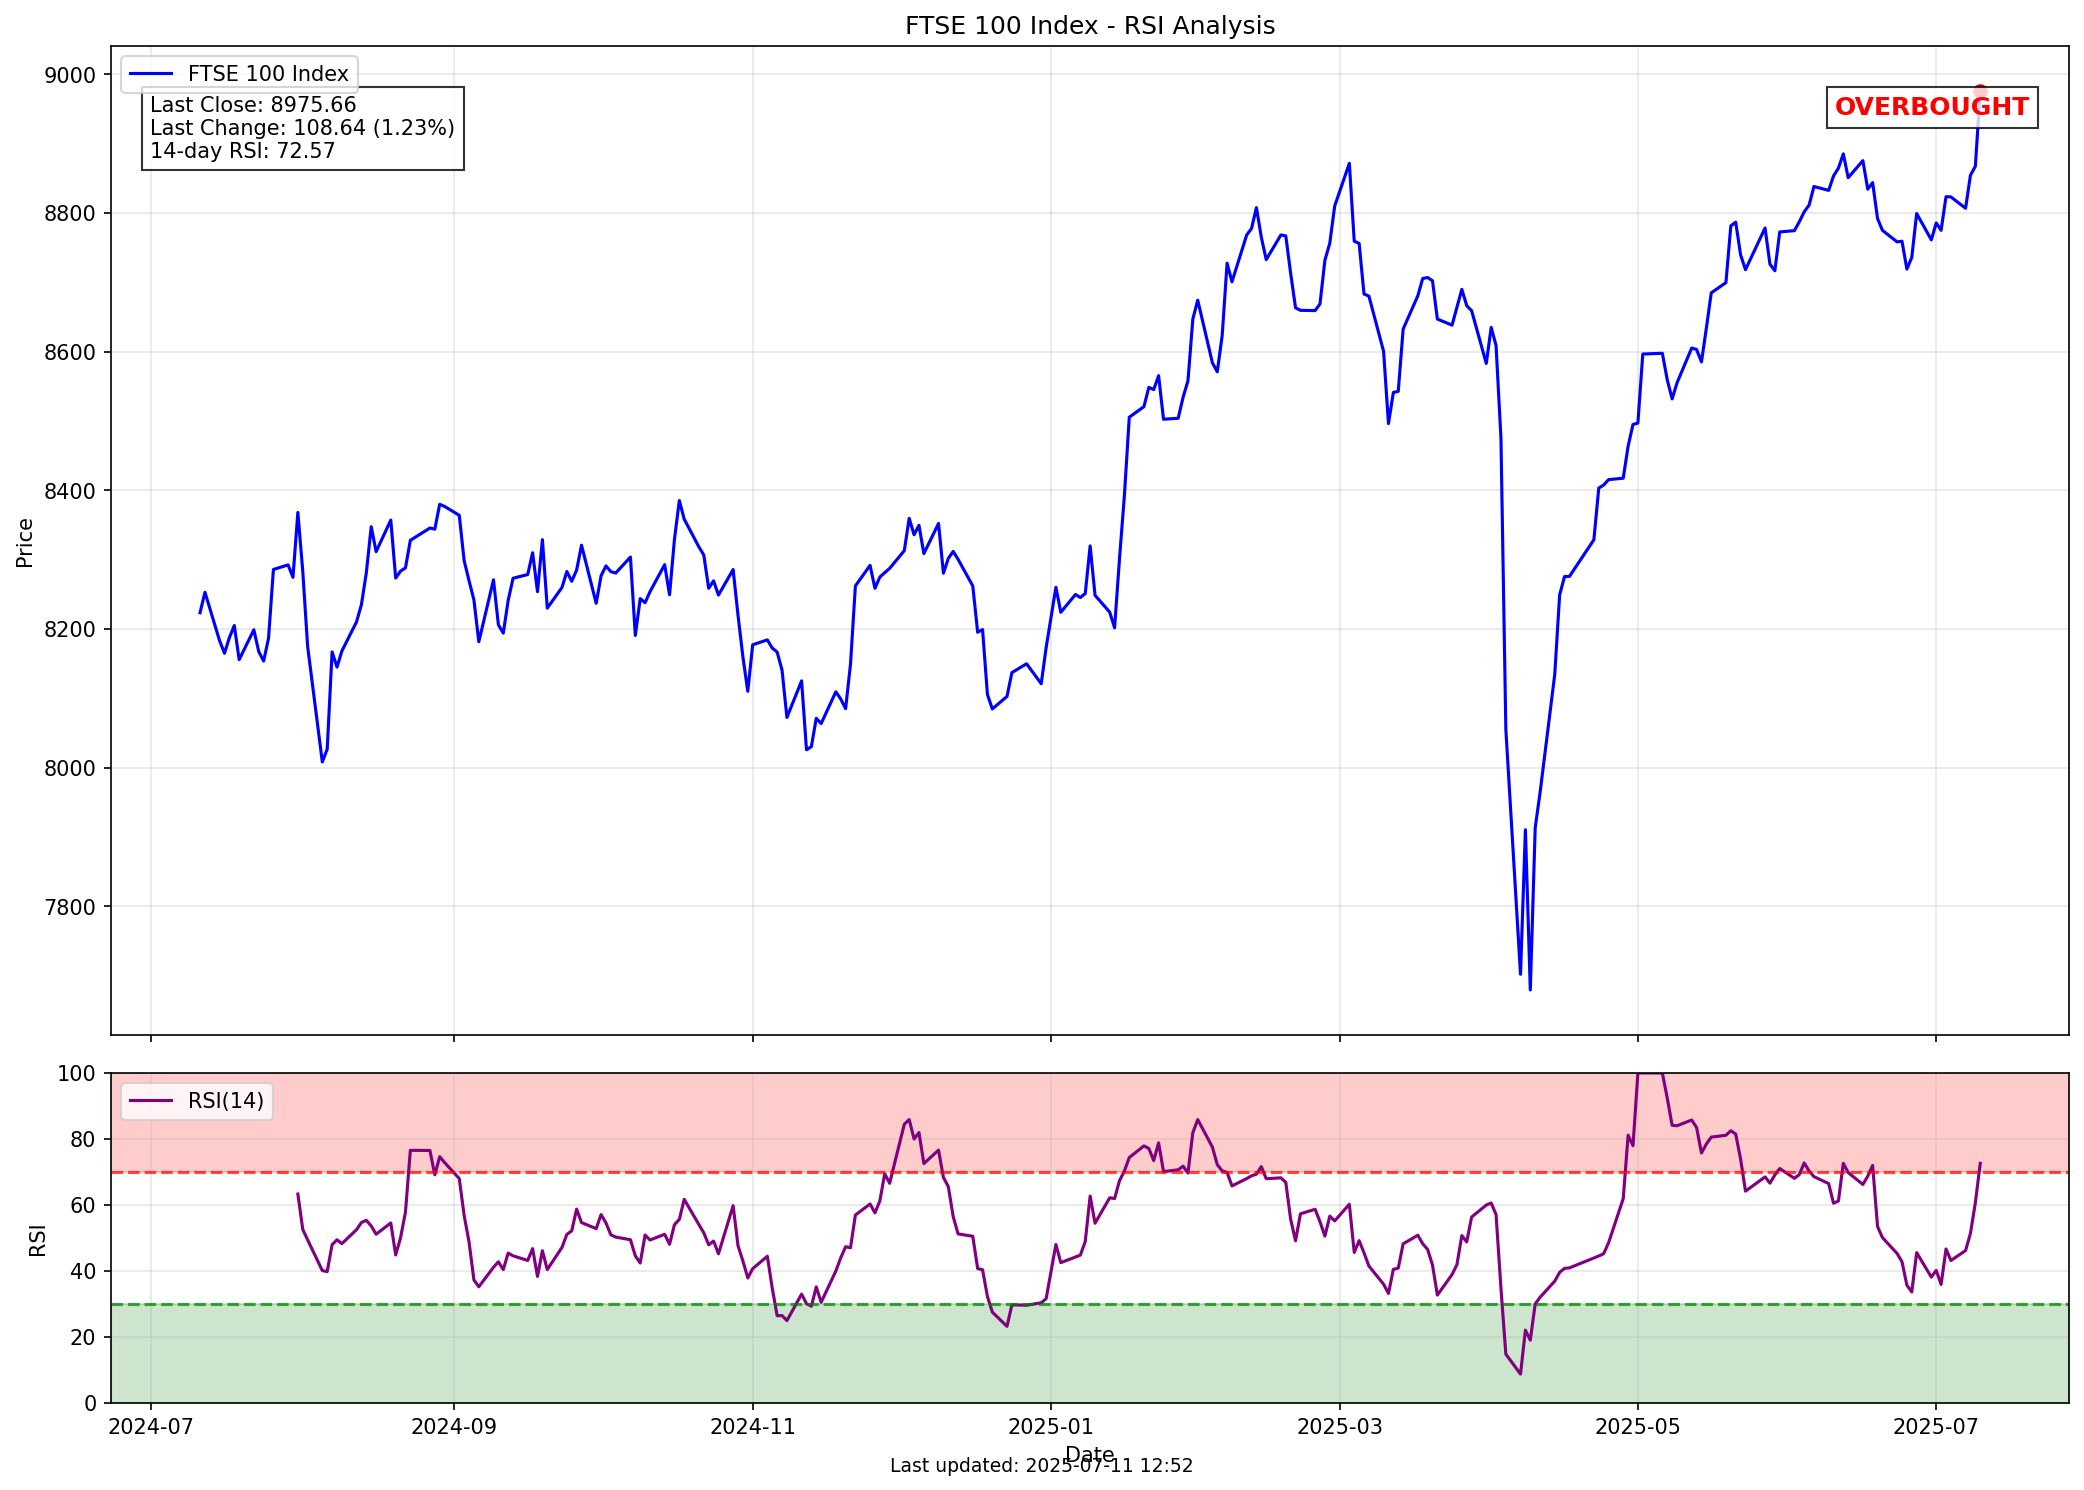 FTSE 100 Index - RSI Analysis
FTSE 100 Index
Last Close: 8975.66
Last Change: 108.64 (1.23%)
14-day RSI: 72.57
OVERBOUGHT
Price
9000
8800
8600
8400
8200
8000
7800
RSI(14)
RSI
100
80
60
40
20
0
2024-07
2024-09
2024-11
2025-01
2025-03
2025-05
2025-07
Date
Last updated: 2025-07-11 12:52